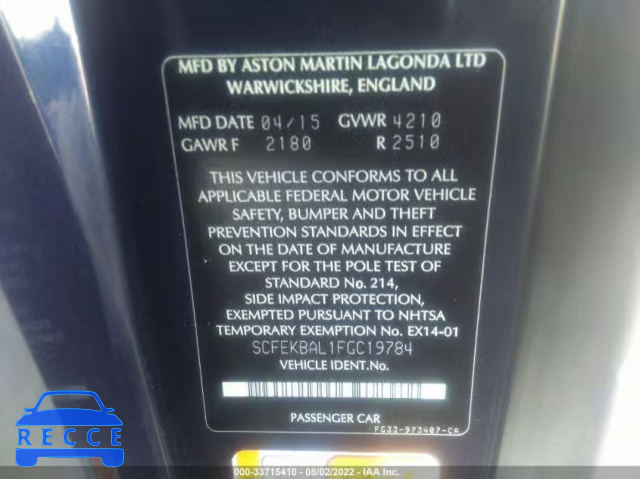 MFD BY ASTON MARTIN LAGONDA LTD
WARWICKSHIRE, ENGLAND
MFD DATE 04/15 GVWR 4210
GAWR F 2180 R 2510
THIS VEHICLE CONFORMS TO ALL
APPLICABLE FEDERAL MOTOR VEHICLE
SAFETY, BUMPER AND THEFT
PREVENTION STANDARDS IN EFFECT
ON THE DATE OF MANUFACTURE
EXCEPT FOR THE POLE TEST OF
STANDARD No. 214,
SIDE IMPACT PROTECTION,
EXEMPTED PURSUANT TO NHTSA
TEMPORARY EXEMPTION No. EX14-01
SCFEKBAL1FGC19784
VEHICLE IDENT.No.
PASSENGER CAR
FG33-973407-CA
RECCE
000-33715410 - 08/02/2022 - IAA Inc.